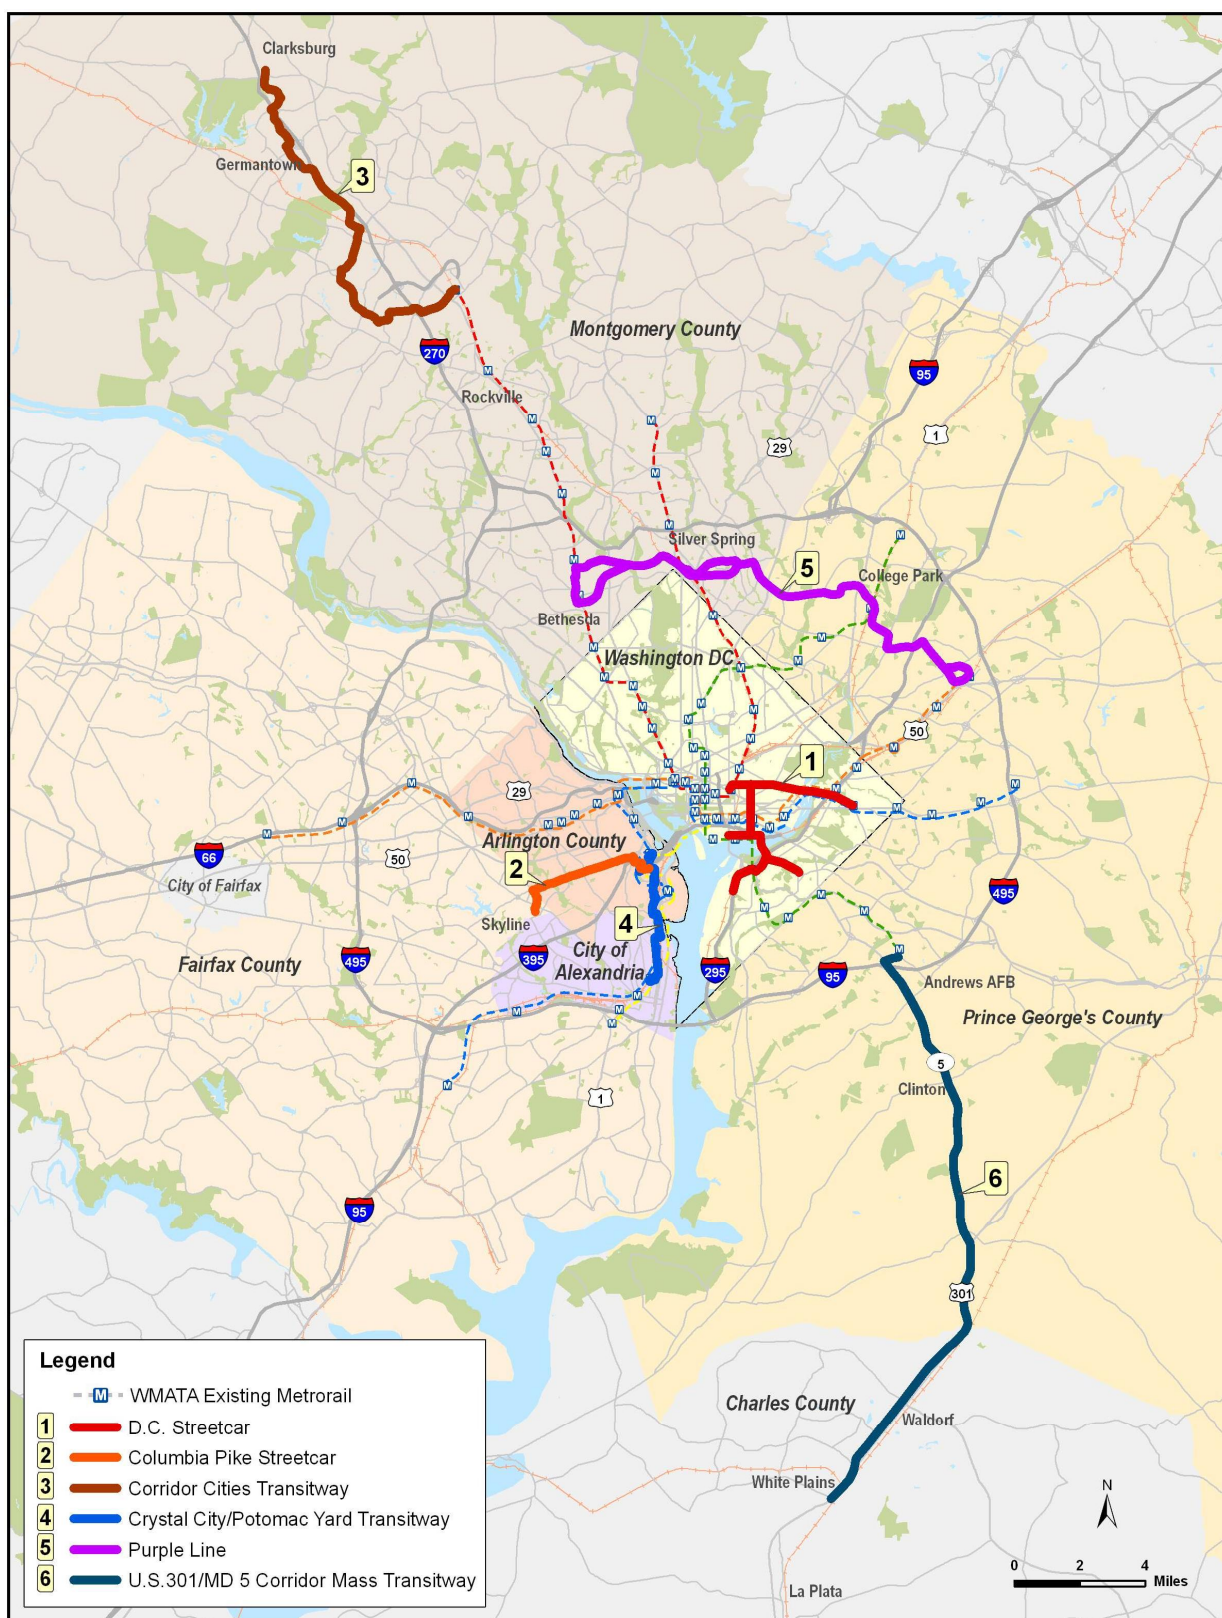 Clarksburg
Germantown
3
Montgomery County
270
95
Rockville
1
29
Silver Spring
5
College Park
Bethesda
Washington DC
50
1
29
Arlington County
66
50
2
City of Fairfax
495
Skyline
4
City of
Alexandria
395
Fairfax County
495
295
95
Andrews AFB
Prince George's County
5
Clinton
1
6
95
301
Charles County
Waldorf
White Plains
La Plata
N
0 2 4
Miles
Legend
M WMATA Existing Metrorail
1 D.C. Streetcar
2 Columbia Pike Streetcar
3 Corridor Cities Transitway
4 Crystal City/Potomac Yard Transitway
5 Purple Line
6 U.S.301/MD 5 Corridor Mass Transitway